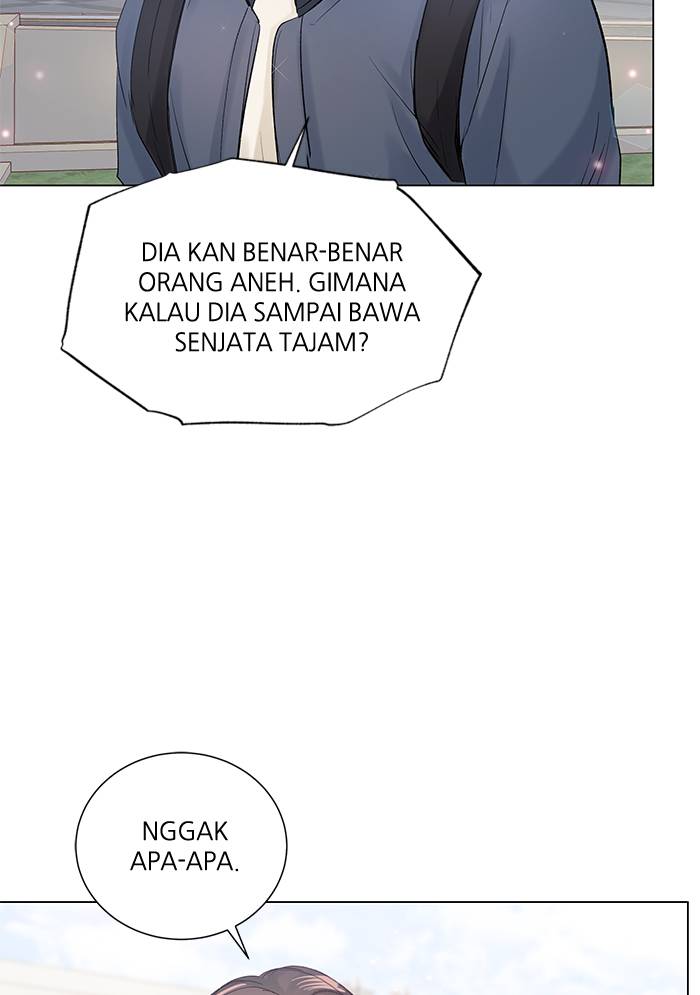 DIA KAN BENAR-BENAR
ORANG ANEH. GIMANA
KALAU DIA SAMPAI BAWA
SENJATA TAJAM?
NGGAK
APA-APA.